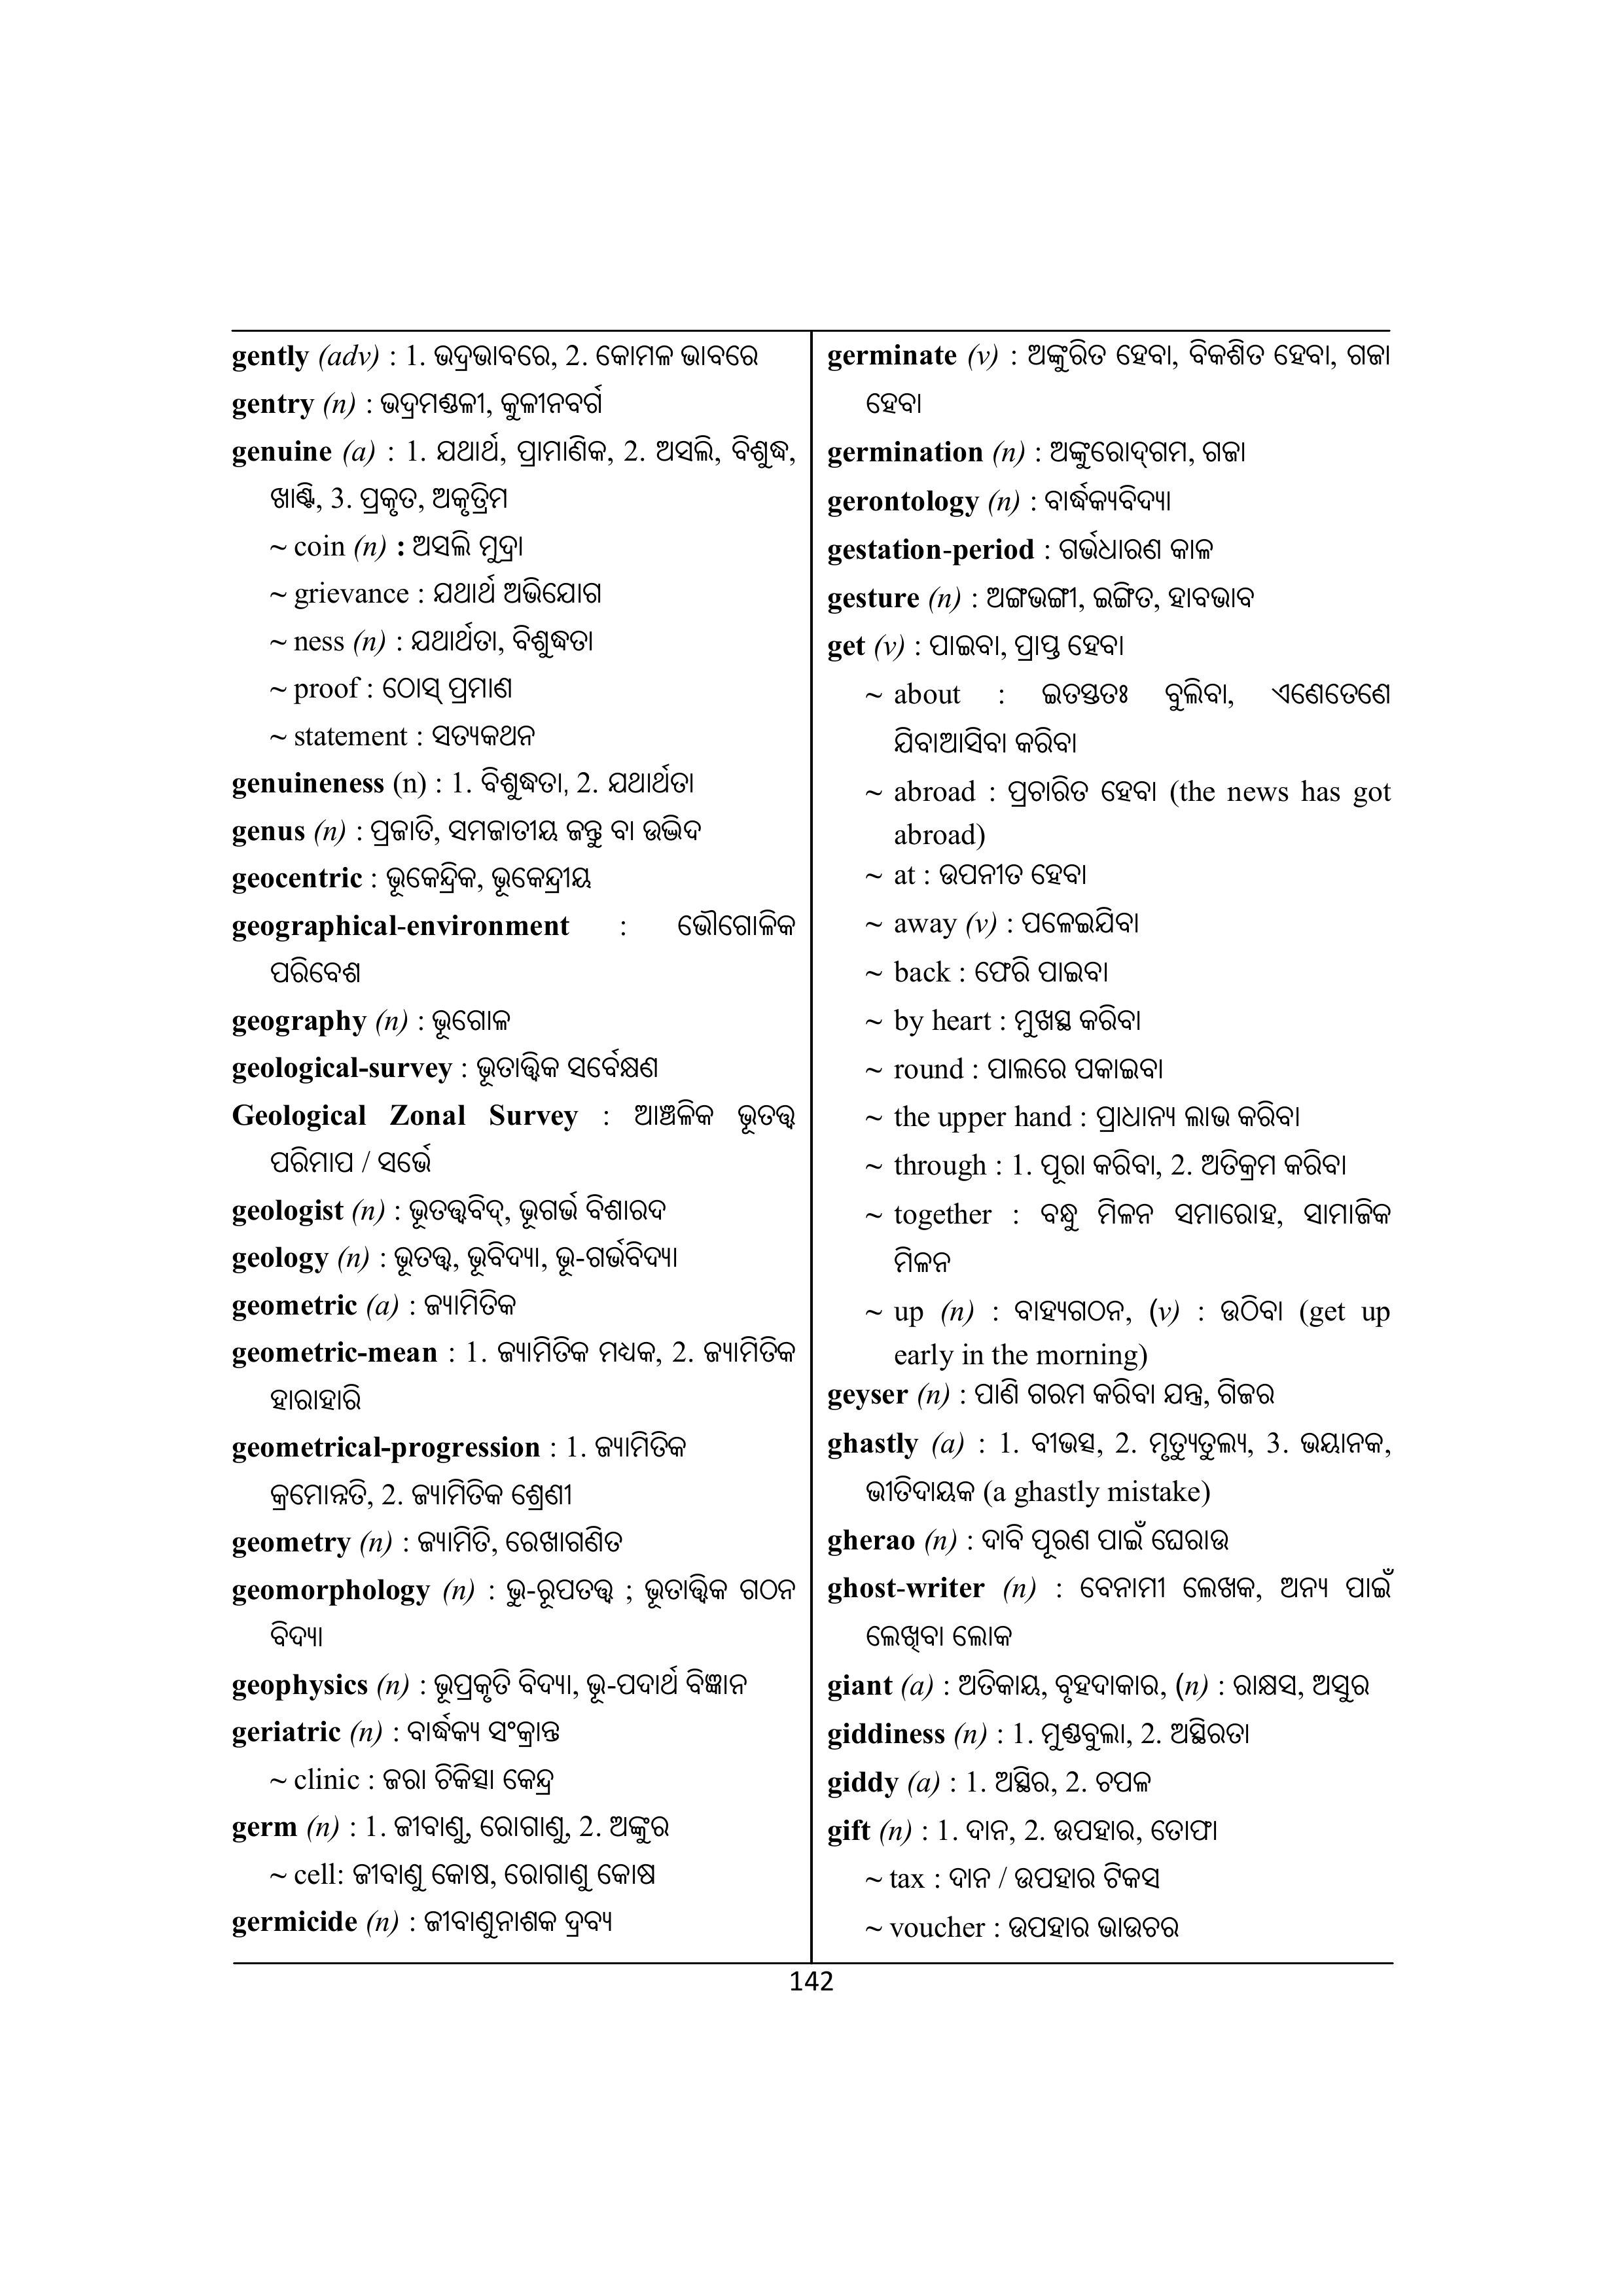 gently (adv) : 1. ଭଦ୍ରଭାବରେ, 2. କୋମଳ ଭାବରେ
gentry (n) : ଭଦ୍ରମଣ୍ଡଳୀ, କୁଳୀନବର୍ଗ
genuine (a) : 1. ଯଥାର୍ଥ, ପ୍ରାମାଣିକ, 2. ଅସଲି, ବିଶୁଦ୍ଧ,
ଖାଣ୍ଟି, 3. ପ୍ରକୃତ, ଅକୃତ୍ରିମ
~ coin (n) : ଅସଲି ମୁଦ୍ରା
~ grievance : ଯଥାର୍ଥ ଅଭିଯୋଗ
~ ness (n) : ଯଥାର୍ଥତା, ବିଶୁଦ୍ଧତା
~ proof : ଠୋସ୍ ପ୍ରମାଣ
~ statement : ସତ୍ୟକଥନ
genuineness (n) : 1. ବିଶୁଦ୍ଧତା, 2. ଯଥାର୍ଥତା
genus (n) : ପ୍ରଜାତି, ସମଜାତୀୟ ଜନ୍ତୁ ବା ଉଦ୍ଭିଦ
geocentric : ଭୂକେନ୍ଦ୍ରିକ, ଭୂକେନ୍ଦ୍ରୀୟ
geographical-environment : ଭୌଗୋଳିକ
ପରିବେଶ
geography (n) : ଭୂଗୋଳ
geological-survey : ଭୂତାତ୍ତ୍ୱିକ ସର୍ବେକ୍ଷଣ
Geological Zonal Survey : ଆଞ୍ଚଳିକ ଭୂତତ୍ତ୍ୱ
ପରିମାପ / ସର୍ଭେ
geologist (n) : ଭୂତତ୍ତ୍ୱବିଦ୍, ଭୂଗର୍ଭ ବିଶାରଦ
geology (n) : ଭୂତତ୍ତ୍ୱ, ଭୂବିଦ୍ୟା, ଭୂ-ଗର୍ଭବିଦ୍ୟା
geometric (a) : ଜ୍ୟାମିତିକ
geometric-mean : 1. ଜ୍ୟାମିତିକ ମଧ୍ୟକ, 2. ଜ୍ୟାମିତିକ
ହାରାହାରି
geometrical-progression : 1. ଜ୍ୟାମିତିକ
କ୍ରମୋନ୍ନତି, 2. ଜ୍ୟାମିତିକ ଶ୍ରେଣୀ
geometry (n) : ଜ୍ୟାମିତି, ରେଖାଗଣିତ
geomorphology (n) : ଭୁ-ରୂପତତ୍ତ୍ୱ ; ଭୂତାତ୍ତ୍ୱିକ ଗଠନ
ବିଦ୍ୟା
geophysics (n) : ଭୂପ୍ରକୃତି ବିଦ୍ୟା, ଭୂ-ପଦାର୍ଥ ବିଜ୍ଞାନ
geriatric (n) : ବାର୍ଦ୍ଧକ୍ୟ ସଂକ୍ରାନ୍ତ
~ clinic : ଜରା ଚିକିତ୍ସା କେନ୍ଦ୍ର
germ (n) : 1. ଜୀବାଣୁ, ରୋଗାଣୁ, 2. ଅଙ୍କୁର
~ cell: ଜୀବାଣୁ କୋଷ, ରୋଗାଣୁ କୋଷ
germicide (n) : ଜୀବାଣୁନାଶକ ଦ୍ରବ୍ୟ
germinate (v) : ଅଙ୍କୁରିତ ହେବା, ବିକଶିତ ହେବା, ଗଜା
ହେବା
germination (n) : ଅଙ୍କୁରୋଦ୍‌ଗମ, ଗଜା
gerontology (n) : ବାର୍ଦ୍ଧକ୍ୟବିଦ୍ୟା
gestation-period : ଗର୍ଭଧାରଣ କାଳ
gesture (n) : ଅଙ୍ଗଭଙ୍ଗୀ, ଇଙ୍ଗିତ, ହାବଭାବ
get (v) : ପାଇବା, ପ୍ରାପ୍ତ ହେବା
~ about : ଇତସ୍ତତଃ ବୁଲିବା, ଏଣେତେଣେ
ଯିବାଆସିବା କରିବା
~ abroad : ପ୍ରଚାରିତ ହେବା (the news has got
abroad)
~ at : ଉପନୀତ ହେବା
~ away (v) : ପଳେଇଯିବା
~ back : ଫେରି ପାଇବା
~ by heart : ମୁଖସ୍ଥ କରିବା
~ round : ପାଲରେ ପକାଇବା
~ the upper hand : ପ୍ରାଧାନ୍ୟ ଲାଭ କରିବା
~ through : 1. ପୂରା କରିବା, 2. ଅତିକ୍ରମ କରିବା
~ together : ବନ୍ଧୁ ମିଳନ ସମାରୋହ, ସାମାଜିକ
ମିଳନ
~ up (n) : ବାହ୍ୟଗଠନ, (v) : ଉଠିବା (get up
early in the morning)
geyser (n) : ପାଣି ଗରମ କରିବା ଯନ୍ତ୍ର, ଗିଜର
ghastly (a) : 1. ବୀଭତ୍ସ, 2. ମୃତ୍ୟୁତୁଲ୍ୟ, 3. ଭୟାନକ,
ଭୀତିଦାୟକ (a ghastly mistake)
gherao (n) : ଦାବି ପୂରଣ ପାଇଁ ଘେରାଉ
ghost-writer (n) : ବେନାମୀ ଲେଖକ, ଅନ୍ୟ ପାଇଁ
ଲେଖିବା ଲୋକ
giant (a) : ଅତିକାୟ, ବୃହଦାକାର, (n) : ରାକ୍ଷସ, ଅସୁର
giddiness (n) : 1. ମୁଣ୍ଡବୁଲା, 2. ଅସ୍ଥିରତା
giddy (a) : 1. ଅସ୍ଥିର, 2. ଚପଳ
gift (n) : 1. ଦାନ, 2. ଉପହାର, ତୋଫା
~ tax : ଦାନ / ଉପହାର ଟିକସ
~ voucher : ଉପହାର ଭାଉଚର
142